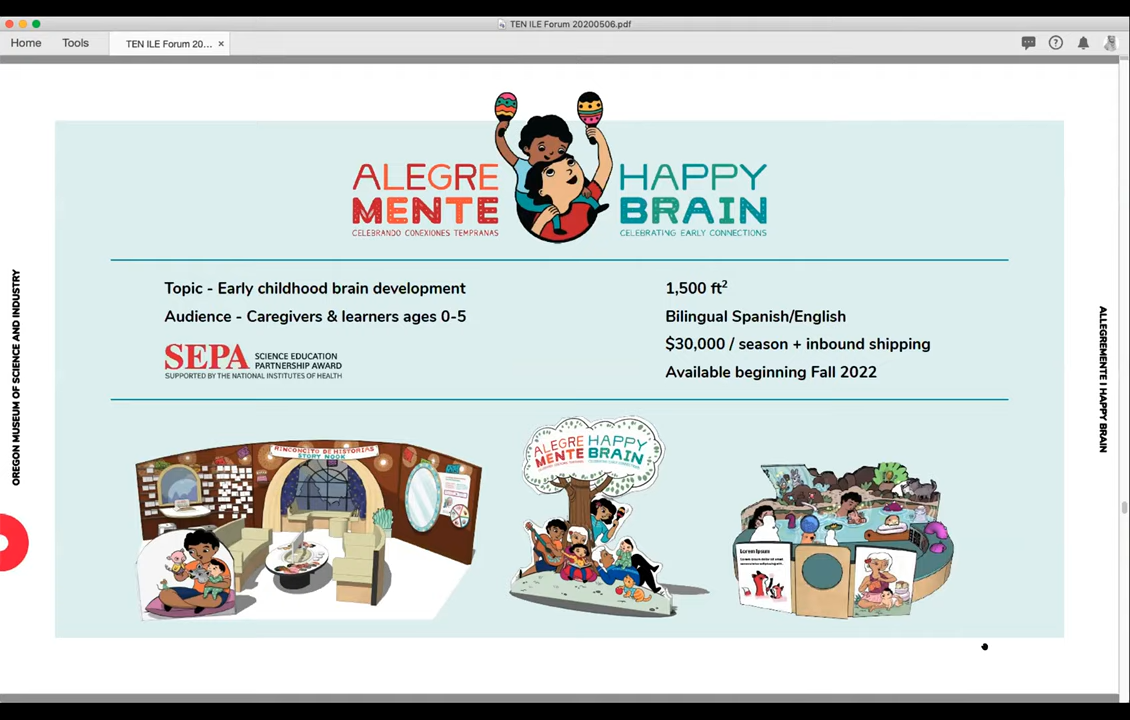 TEN ILE Forum 20200506.pdf
Home
Tools
TEN ILE Forum 20...
ALEGRE
MENTE
CELEBRANDO CONEXIONES TEMPRANAS
HAPPY
BRAIN
CELEBRATING EARLY CONNECTIONS
Topic - Early childhood brain development
Audience - Caregivers & learners ages 0-5
SEPA SCIENCE EDUCATION
PARTNERSHIP AWARD
SUPPORTED BY THE NATIONAL INSTITUTES OF HEALTH
1,500 ft²
Bilingual Spanish/English
$30,000 / season + inbound shipping
Available beginning Fall 2022
OREGON MUSEUM OF SCIENCE AND INDUSTRY
ALLEGREMENTE I HAPPY BRAIN
RINCONCITO DE HISTORIAS
STORY NOOK
ALEGRE HAPPY
MENTE BRAIN
Lorem Ipsum